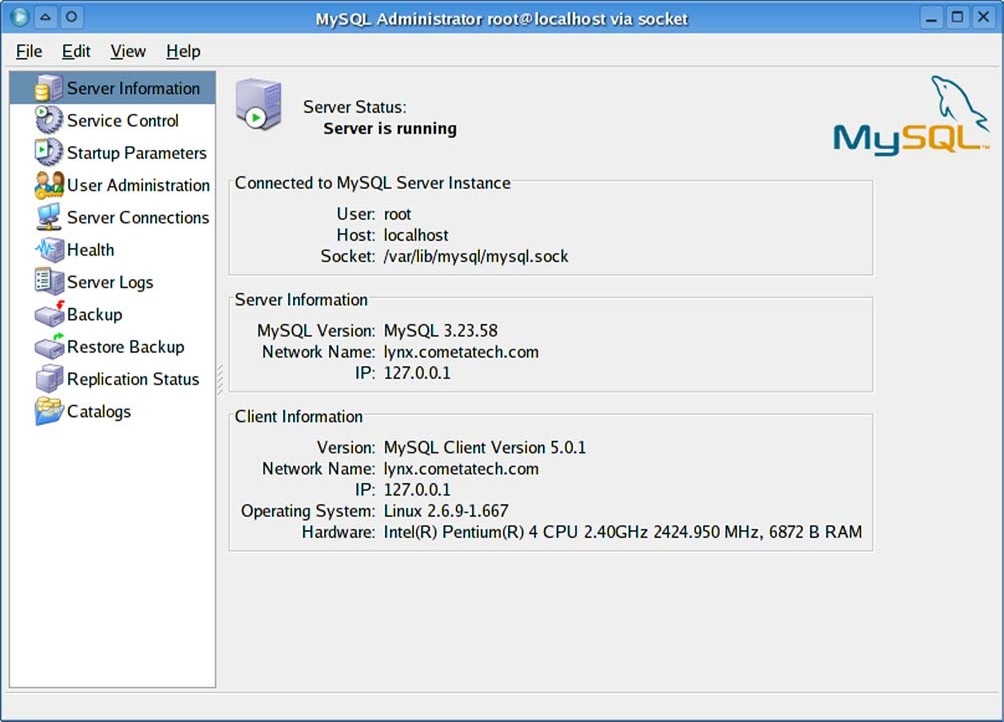 MySQL Administrator root@localhost via socket
File Edit View Help
Server Information
Service Control
Startup Parameters
User Administration
Server Connections
Health
Server Logs
Backup
Restore Backup
Replication Status
Catalogs
Server Status:
Server is running
MySQL™
Connected to MySQL Server Instance
User: root
Host: localhost
Socket: /var/lib/mysql/mysql.sock
Server Information
MySQL Version: MySQL 3.23.58
Network Name: lynx.cometatech.com
IP: 127.0.0.1
Client Information
Version: MySQL Client Version 5.0.1
Network Name: lynx.cometatech.com
IP: 127.0.0.1
Operating System: Linux 2.6.9-1.667
Hardware: Intel(R) Pentium(R) 4 CPU 2.40GHz 2424.950 MHz, 6872 B RAM